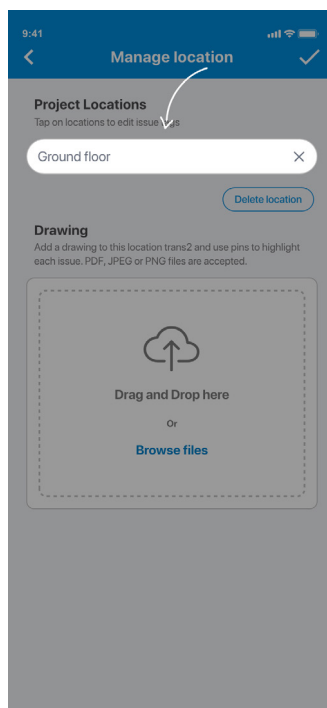 9:41
Manage location
Project Locations
Tap on locations to edit issue tags
Ground floor
Delete location
Drawing
Add a drawing to this location trans2 and use pins to highlight
each issue. PDF, JPEG or PNG files are accepted.
Drag and Drop here
Or
Browse files